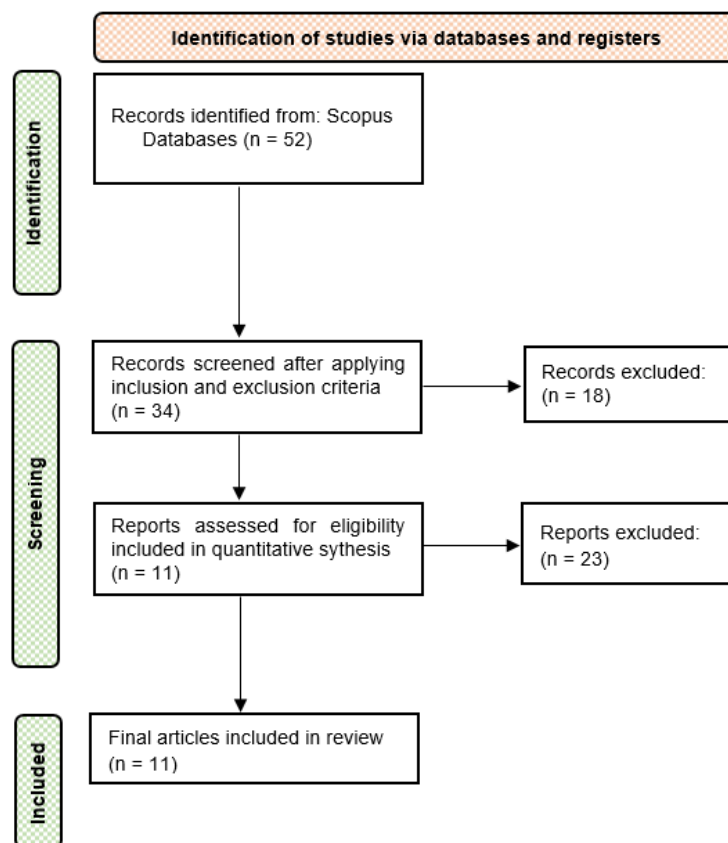 Identification of studies via databases and registers
Identification
Records identified from: Scopus
Databases (n = 52)
Screening
Records screened after applying
inclusion and exclusion criteria
(n = 34)
Records excluded:
(n = 18)
Reports assessed for eligibility
included in quantitative sythesis
(n = 11)
Reports excluded:
(n = 23)
Included
Final articles included in review
(n = 11)